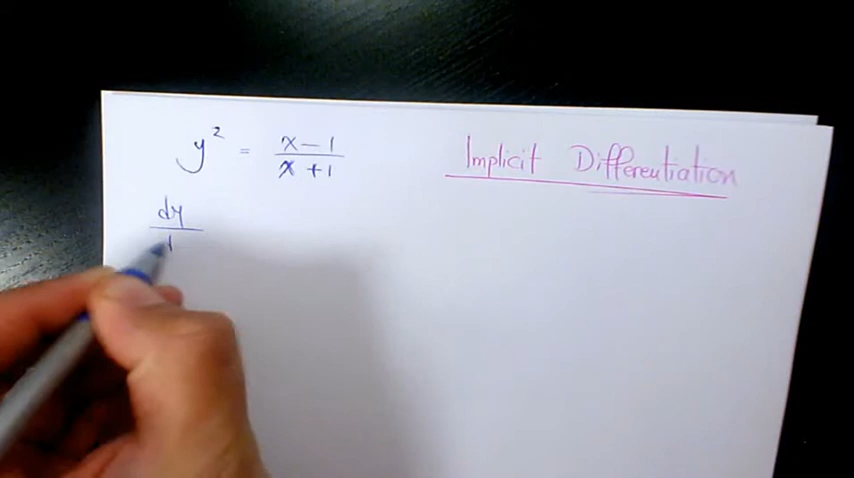 y² = x-1 / x+1 Implicit Differentiation
dy